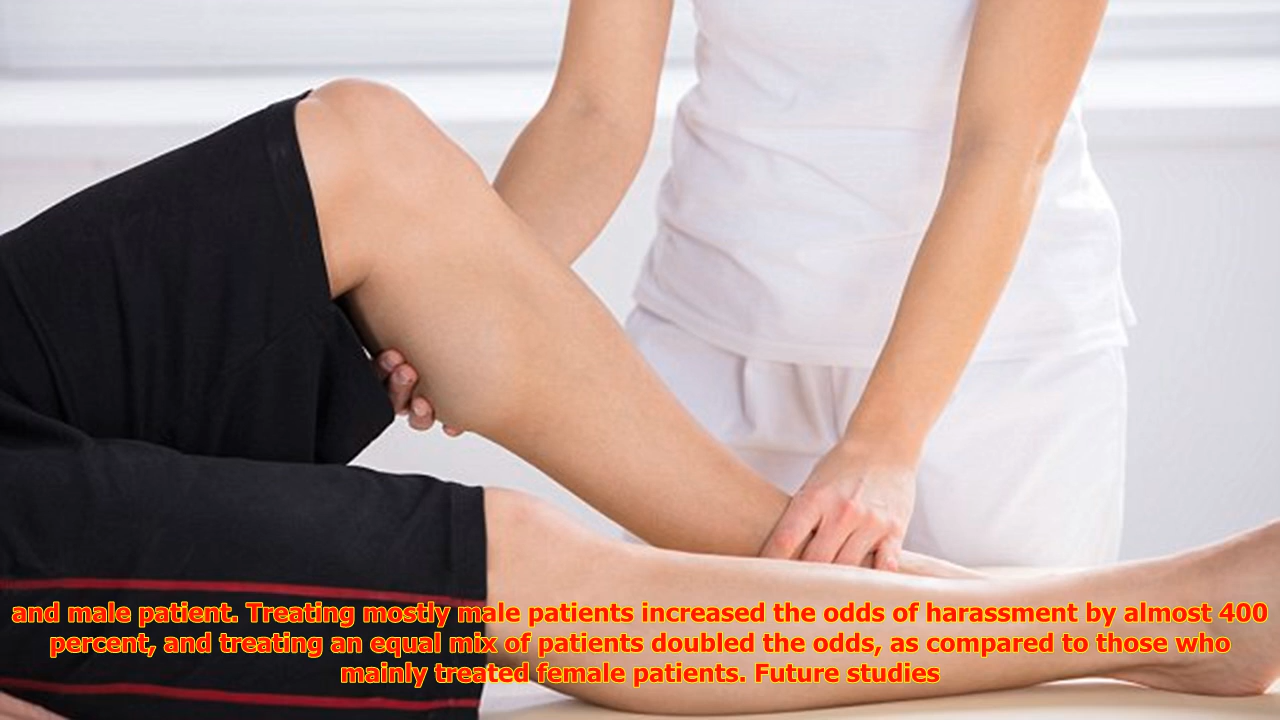 and male patient. Treating mostly male patients increased the odds of harassment by almost 400
percent, and treating an equal mix of patients doubled the odds, as compared to those who
mainly treated female patients. Future studies